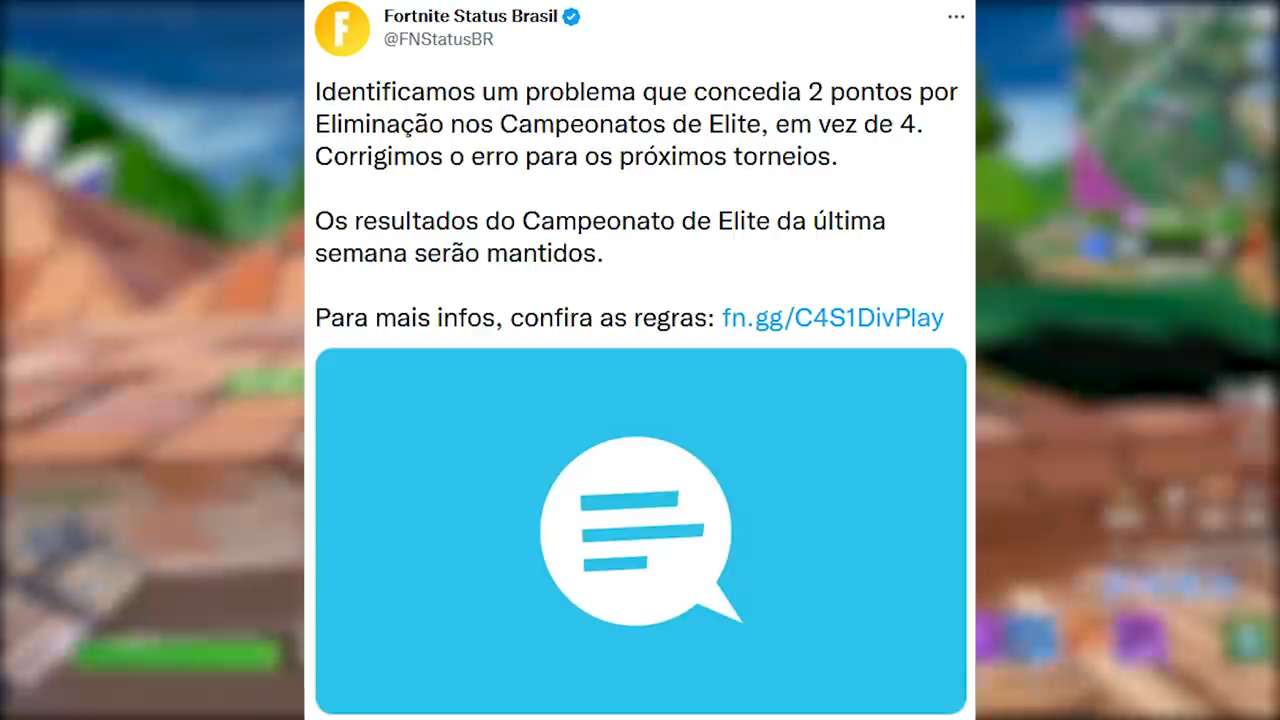 Fortnite Status Brasil
@FNStatusBR
Identificamos um problema que concedia 2 pontos por
Eliminação nos Campeonatos de Elite, em vez de 4.
Corrigimos o erro para os próximos torneios.
Os resultados do Campeonato de Elite da última
semana serão mantidos.
Para mais infos, confira as regras: fn.gg/C4S1DivPlay